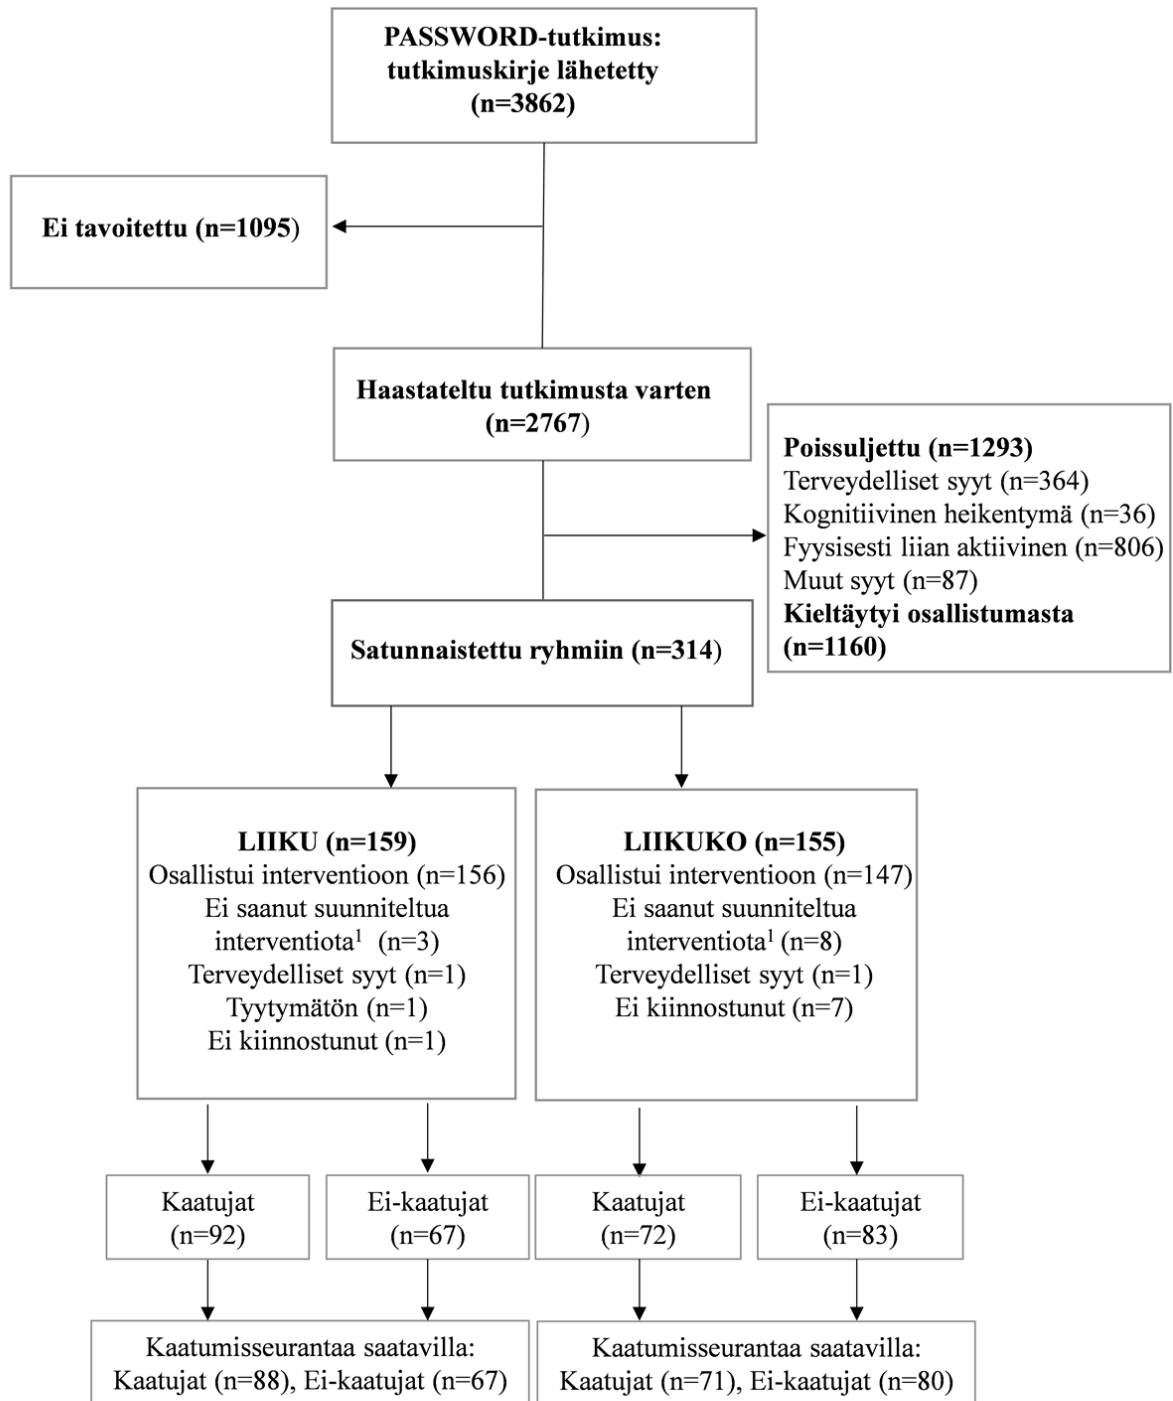 PASSWORD-tutkimus:
tutkimuskirje lähetetty
(n=3862)
Ei tavoitettu (n=1095)
Haastateltu tutkimusta varten
(n=2767)
Poissuljettu (n=1293)
Terveydelliset syyt (n=364)
Kognitiivinen heikentymä (n=36)
Fyysisesti liian aktiivinen (n=806)
Muut syyt (n=87)
Kieltäytyi osallistumasta
(n=1160)
Satunnaistettu ryhmiin (n=314)
LIIKU (n=159)
Osallistui interventioon (n=156)
Ei saanut suunniteltua
interventiota¹ (n=3)
Terveydelliset syyt (n=1)
Tyytymätön (n=1)
Ei kiinnostunut (n=1)
LIIKUKO (n=155)
Osallistui interventioon (n=147)
Ei saanut suunniteltua
interventiota¹ (n=8)
Terveydelliset syyt (n=1)
Ei kiinnostunut (n=7)
Kaatujat
(n=92)
Ei-kaatujat
(n=67)
Kaatujat
(n=72)
Ei-kaatujat
(n=83)
Kaatumisseurantaa saatavilla:
Kaatujat (n=88), Ei-kaatujat (n=67)
Kaatumisseurantaa saatavilla:
Kaatujat (n=71), Ei-kaatujat (n=80)